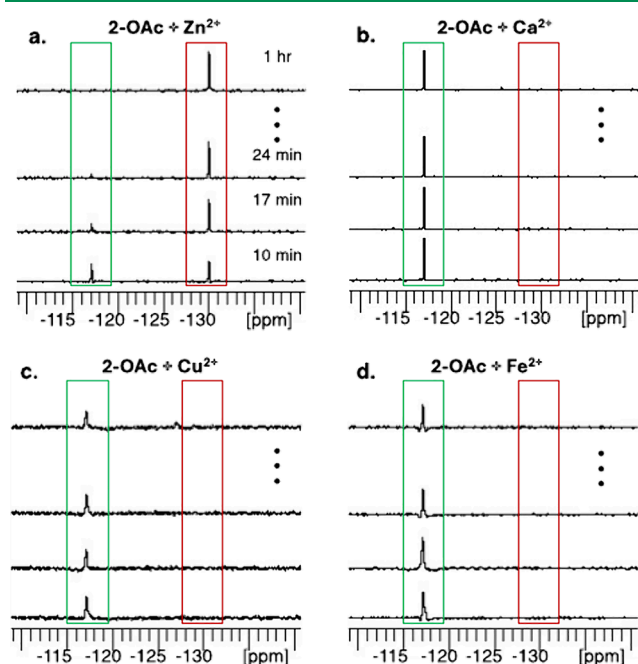 a. 2-OAc + Zn²⁺
1 hr
24 min
17 min
10 min
-115 -120 -125 -130 [ppm]
b. 2-OAc + Ca²⁺
-115 -120 -125 -130 [ppm]
c. 2-OAc + Cu²⁺
-115 -120 -125 -130 [ppm]
d. 2-OAc + Fe²⁺
-115 -120 -125 -130 [ppm]